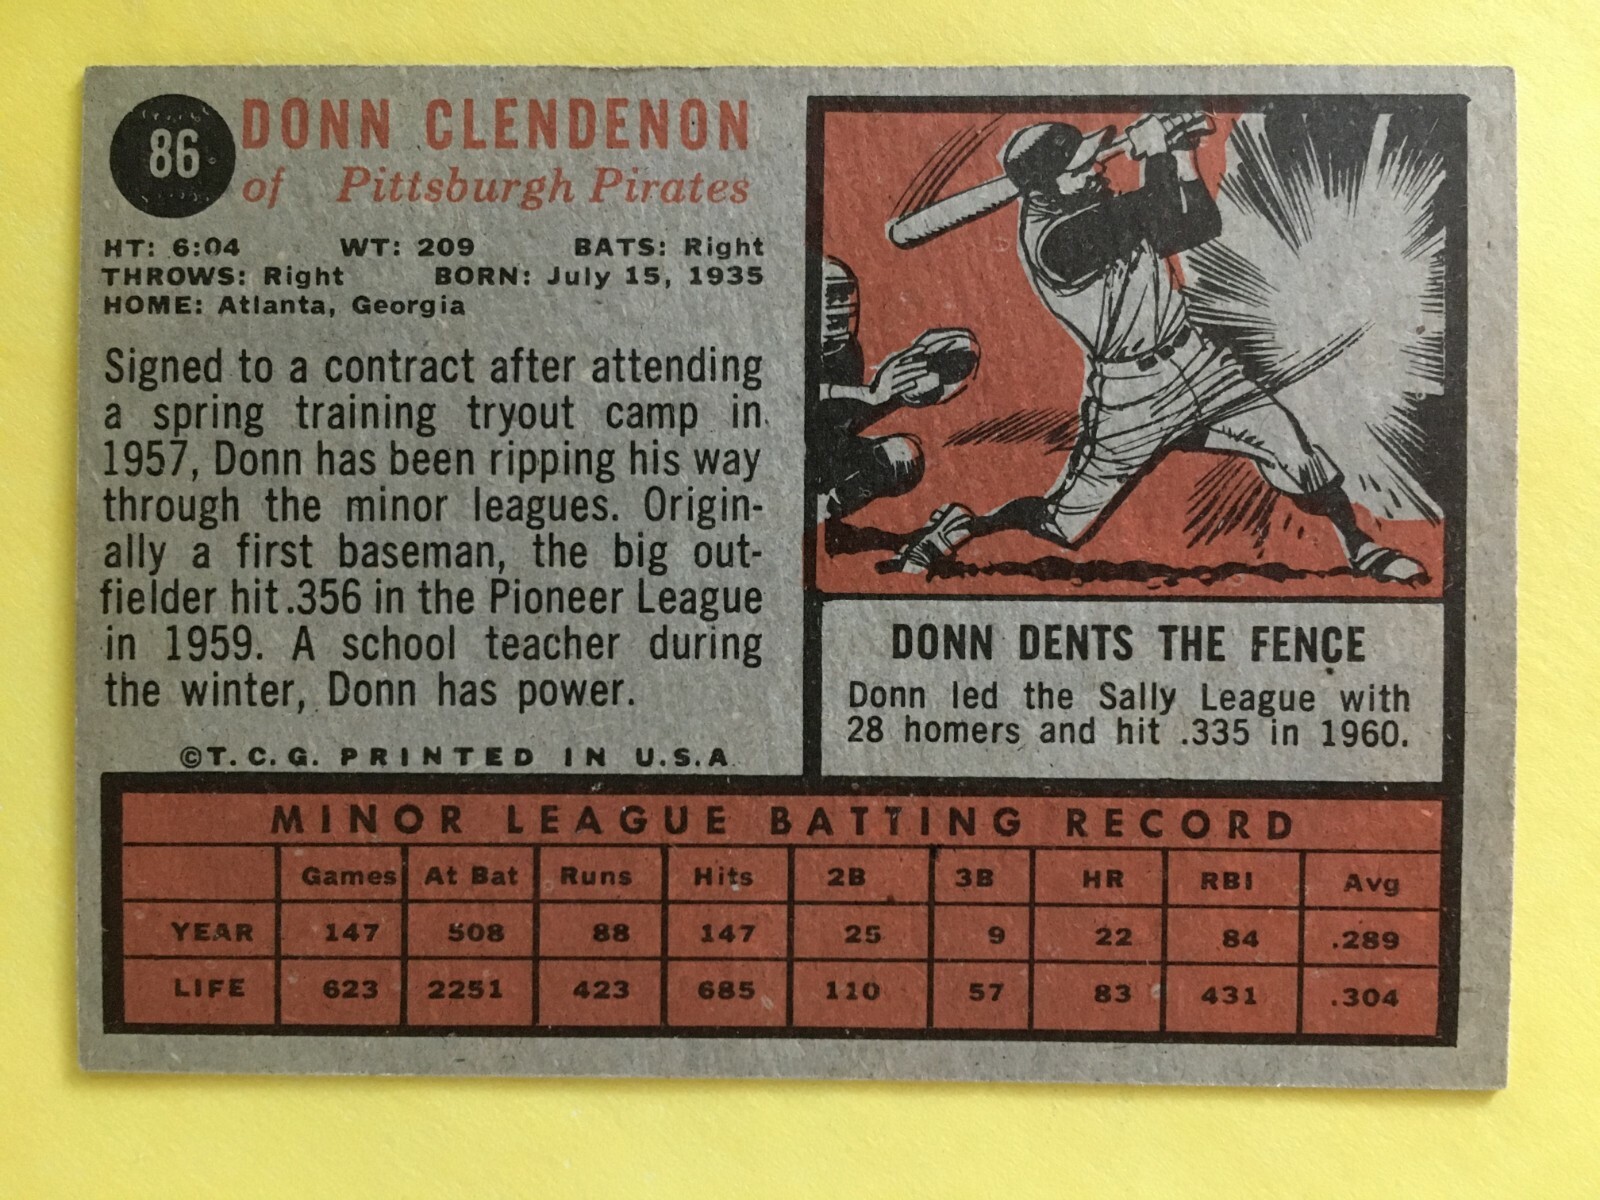 86
DONN CLENDENON
of Pittsburgh Pirates
HT: 6:04 WT: 209 BATS: Right
THROWS: Right BORN: July 15, 1935
HOME: Atlanta, Georgia
Signed to a contract after attending
a spring training tryout camp in
1957, Donn has been ripping his way
through the minor leagues. Origin-
ally a first baseman, the big out-
fielder hit .356 in the Pioneer League
in 1959. A school teacher during
the winter, Donn has power.
©T.C.G. PRINTED IN U.S.A.
DONN DENTS THE FENCE
Donn led the Sally League with
28 homers and hit .335 in 1960.
MINOR LEAGUE BATTING RECORD
Games At Bat Runs Hits 2B 3B HR RBI Avg
YEAR 147 508 88 147 25 9 22 84 .289
LIFE 623 2251 423 685 110 57 83 431 .304